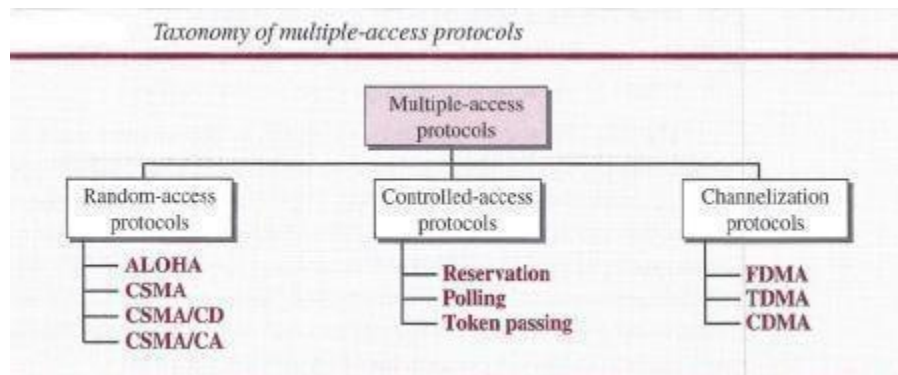 Taxonomy of multiple-access protocols
Multiple-access
protocols
Random-access
protocols
ALOHA
CSMA
CSMA/CD
CSMA/CA
Controlled-access
protocols
Reservation
Polling
Token passing
Channelization
protocols
FDMA
TDMA
CDMA